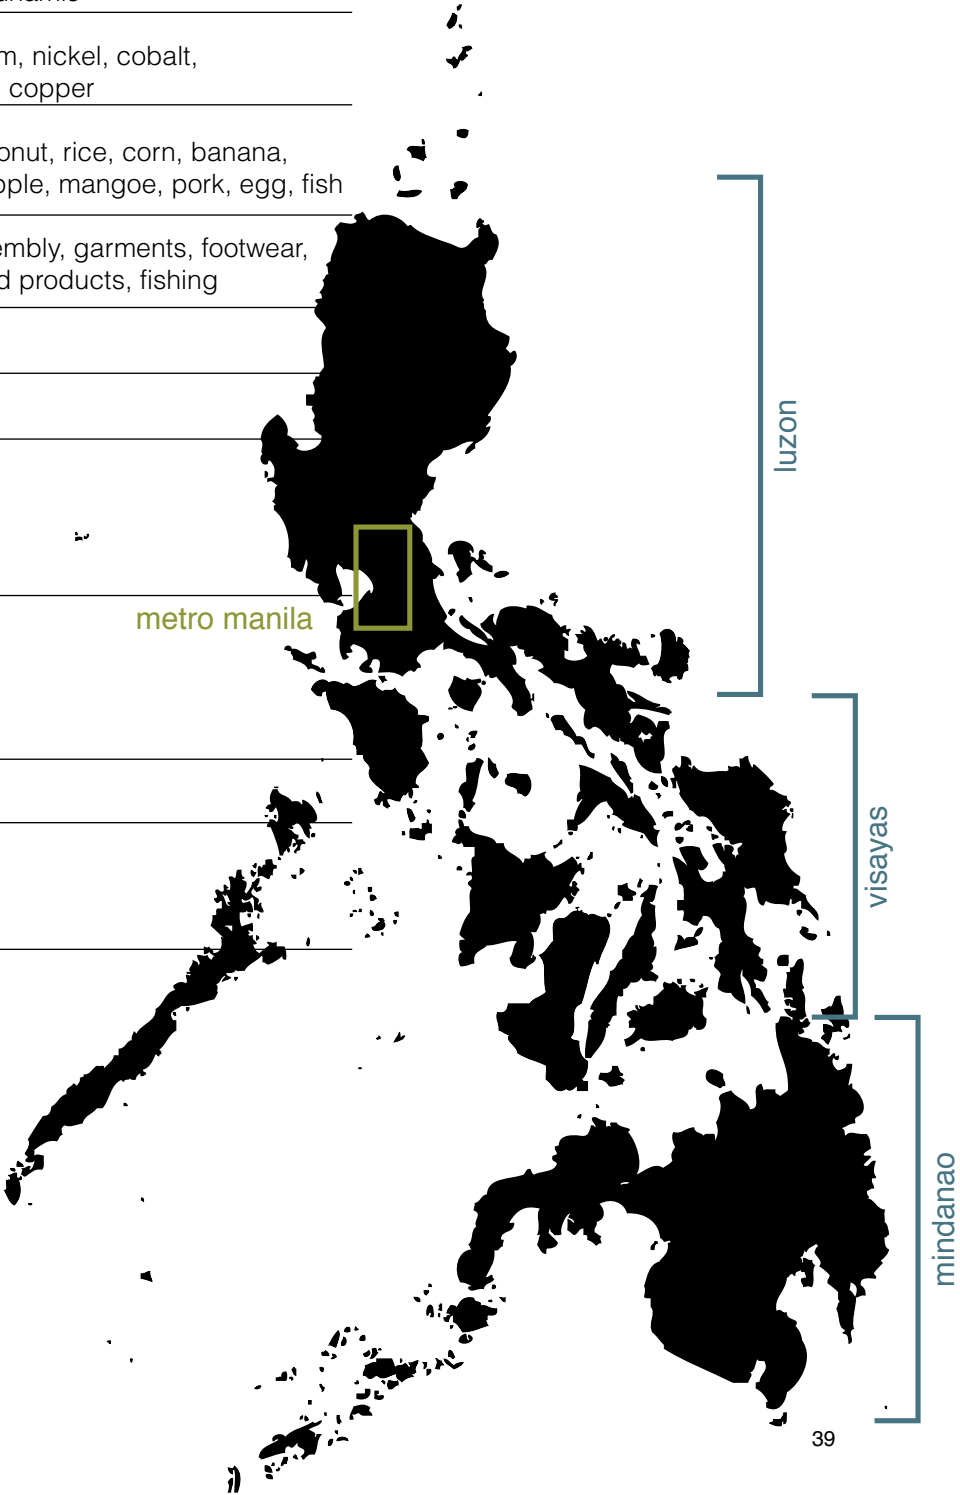 m, nickel, cobalt,
copper
onut, rice, corn, banana,
pple, mangoe, pork, egg, fish
embly, garments, footwear,
d products, fishing
luzon
metro manila
visayas
mindanao
39